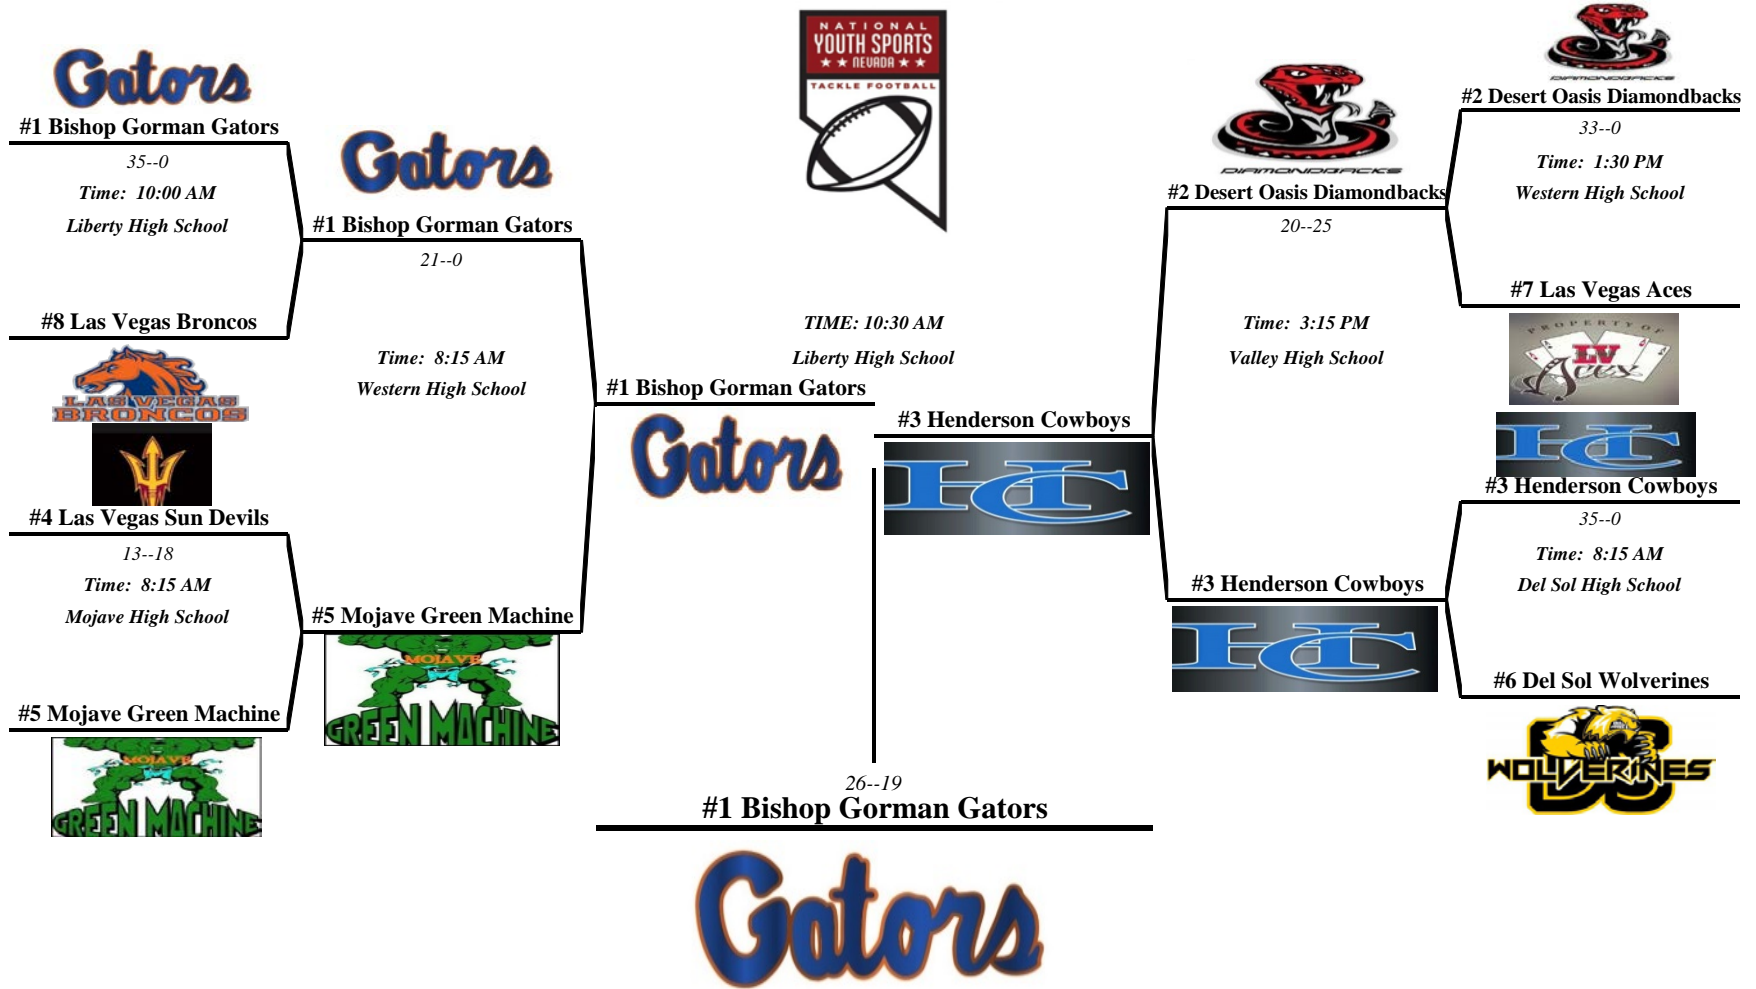 NATIONAL
YOUTH SPORTS
NEVADA
TACKLE FOOTBALL
Gators
#1 Bishop Gorman Gators
35--0
Time: 10:00 AM
Liberty High School
#8 Las Vegas Broncos
LAS VEGAS
BRONCOS
#4 Las Vegas Sun Devils
13--18
Time: 8:15 AM
Mojave High School
#5 Mojave Green Machine
MOJAVE
GREEN MACHINE
Gators
#1 Bishop Gorman Gators
21--0
Time: 8:15 AM
Western High School
#5 Mojave Green Machine
MOJAVE
GREEN MACHINE
TIME: 10:30 AM
Liberty High School
#1 Bishop Gorman Gators
Gators
#3 Henderson Cowboys
HC
26--19
#1 Bishop Gorman Gators
Gators
DIAMONDBACKS
#2 Desert Oasis Diamondbacks
20--25
Time: 3:15 PM
Valley High School
#3 Henderson Cowboys
HC
DIAMONDBACKS
#2 Desert Oasis Diamondbacks
33--0
Time: 1:30 PM
Western High School
#7 Las Vegas Aces
PROPERTY OF
LV
Aces
HC
#3 Henderson Cowboys
35--0
Time: 8:15 AM
Del Sol High School
#6 Del Sol Wolverines
WOLVERINES
DS